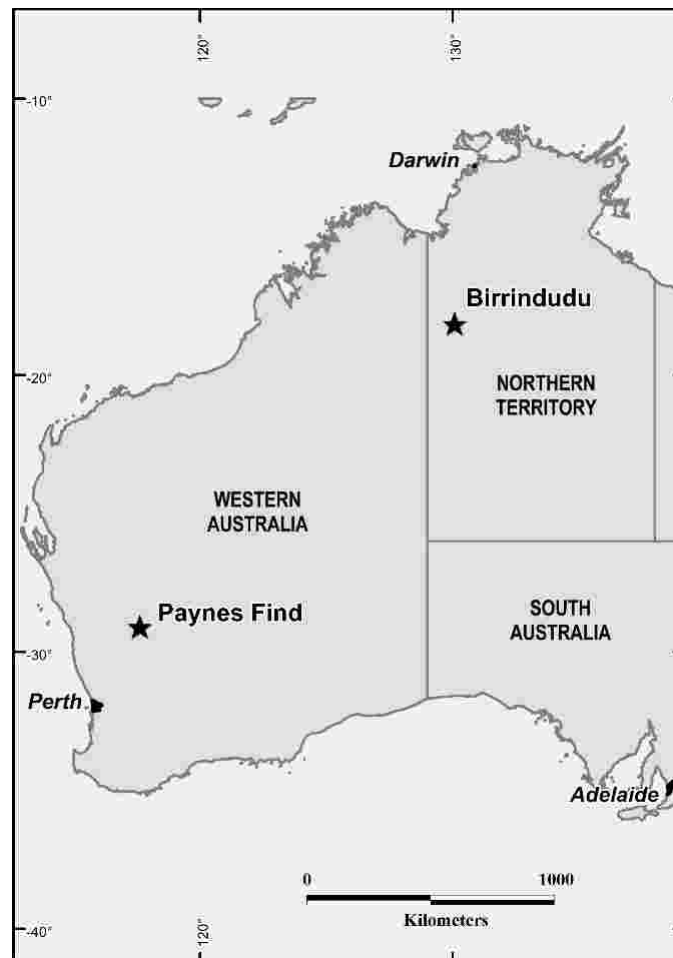 120°
130°
-10°
Darwin
Birrindudu
-20°
NORTHERN
TERRITORY
WESTERN
AUSTRALIA
Paynes Find
SOUTH
AUSTRALIA
-30°
Perth
Adelaide
0 1000
Kilometers
-40°
120°
130°